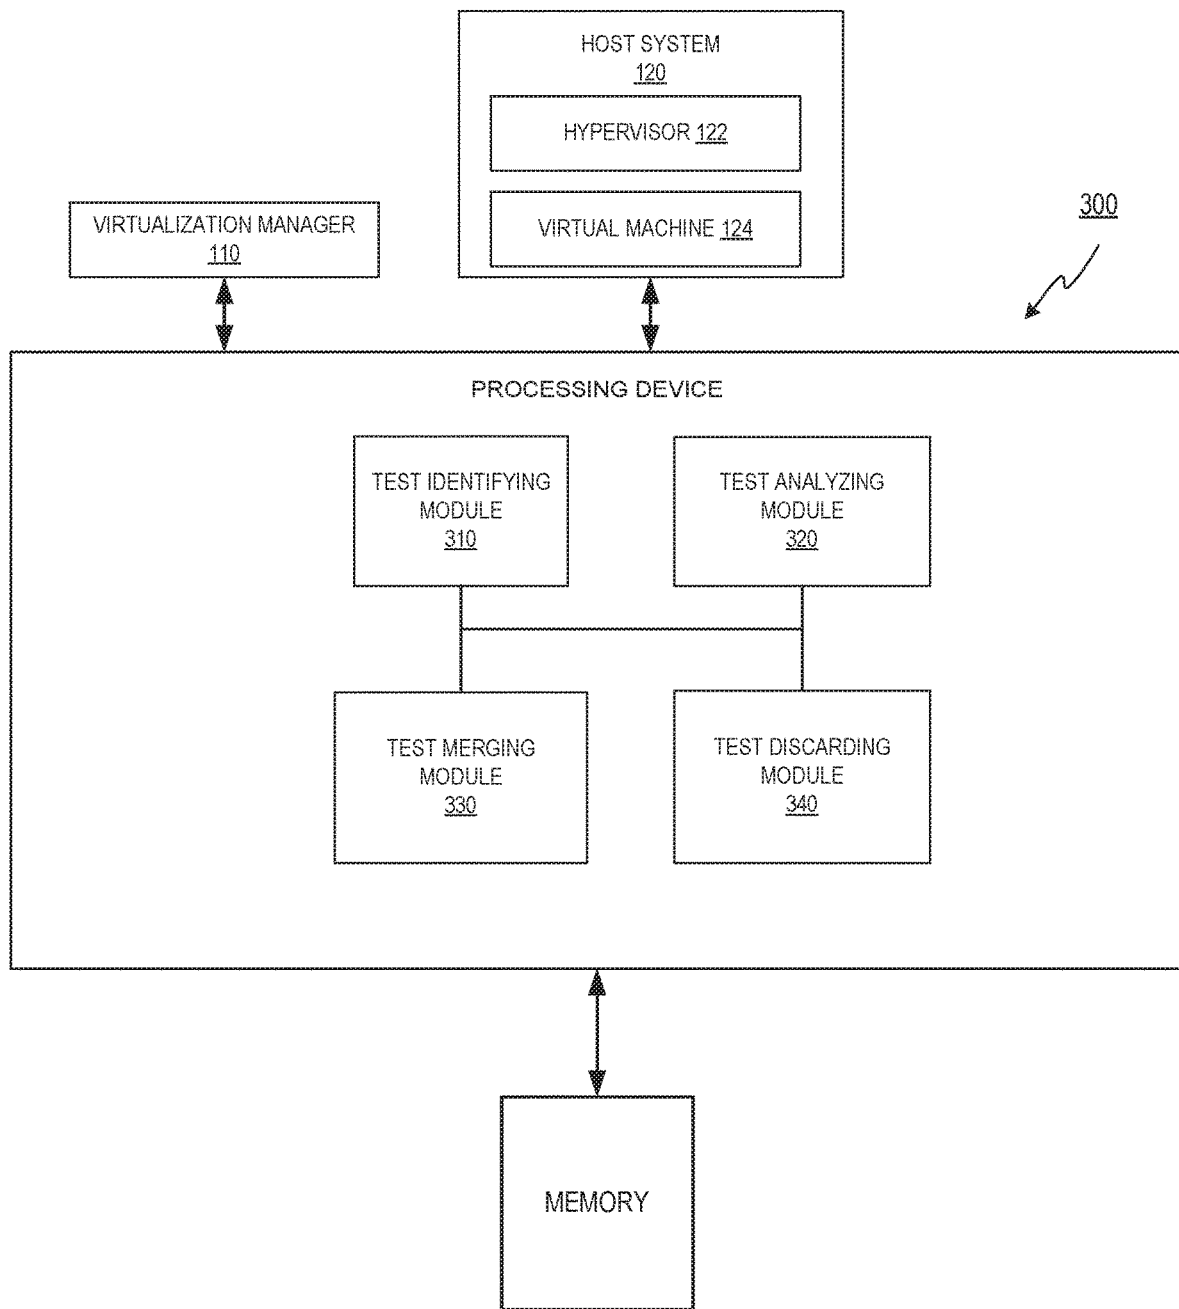 HOST SYSTEM
120
HYPERVISOR 122
VIRTUAL MACHINE 124
VIRTUALIZATION MANAGER
110
300
PROCESSING DEVICE
TEST IDENTIFYING
MODULE
310
TEST ANALYZING
MODULE
320
TEST MERGING
MODULE
330
TEST DISCARDING
MODULE
340
MEMORY